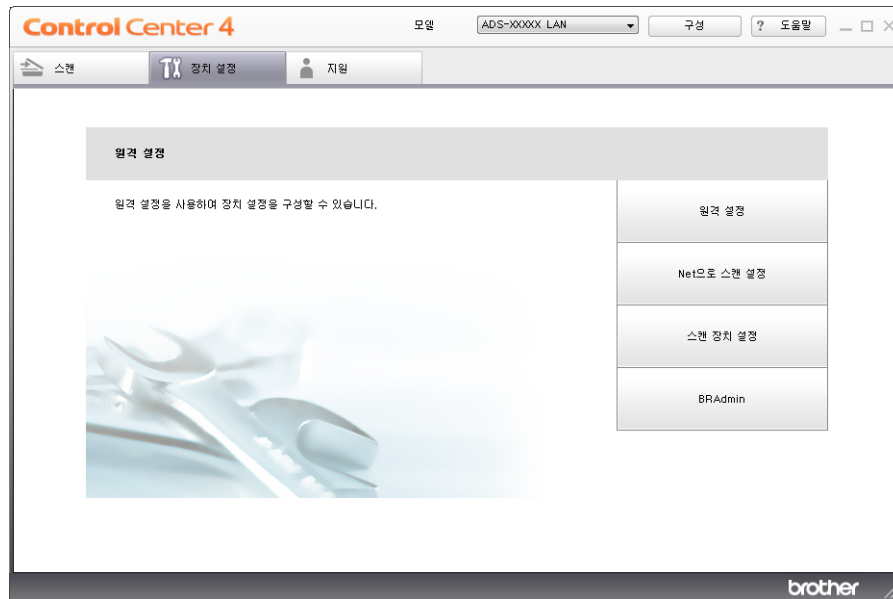 Control Center 4
모델
ADS-XXXXX LAN
구성
? 도움말
스캔
장치 설정
지원
원격 설정
원격 설정을 사용하여 장치 설정을 구성할 수 있습니다.
원격 설정
Net으로 스캔 설정
스캔 장치 설정
BRAdmin
brother